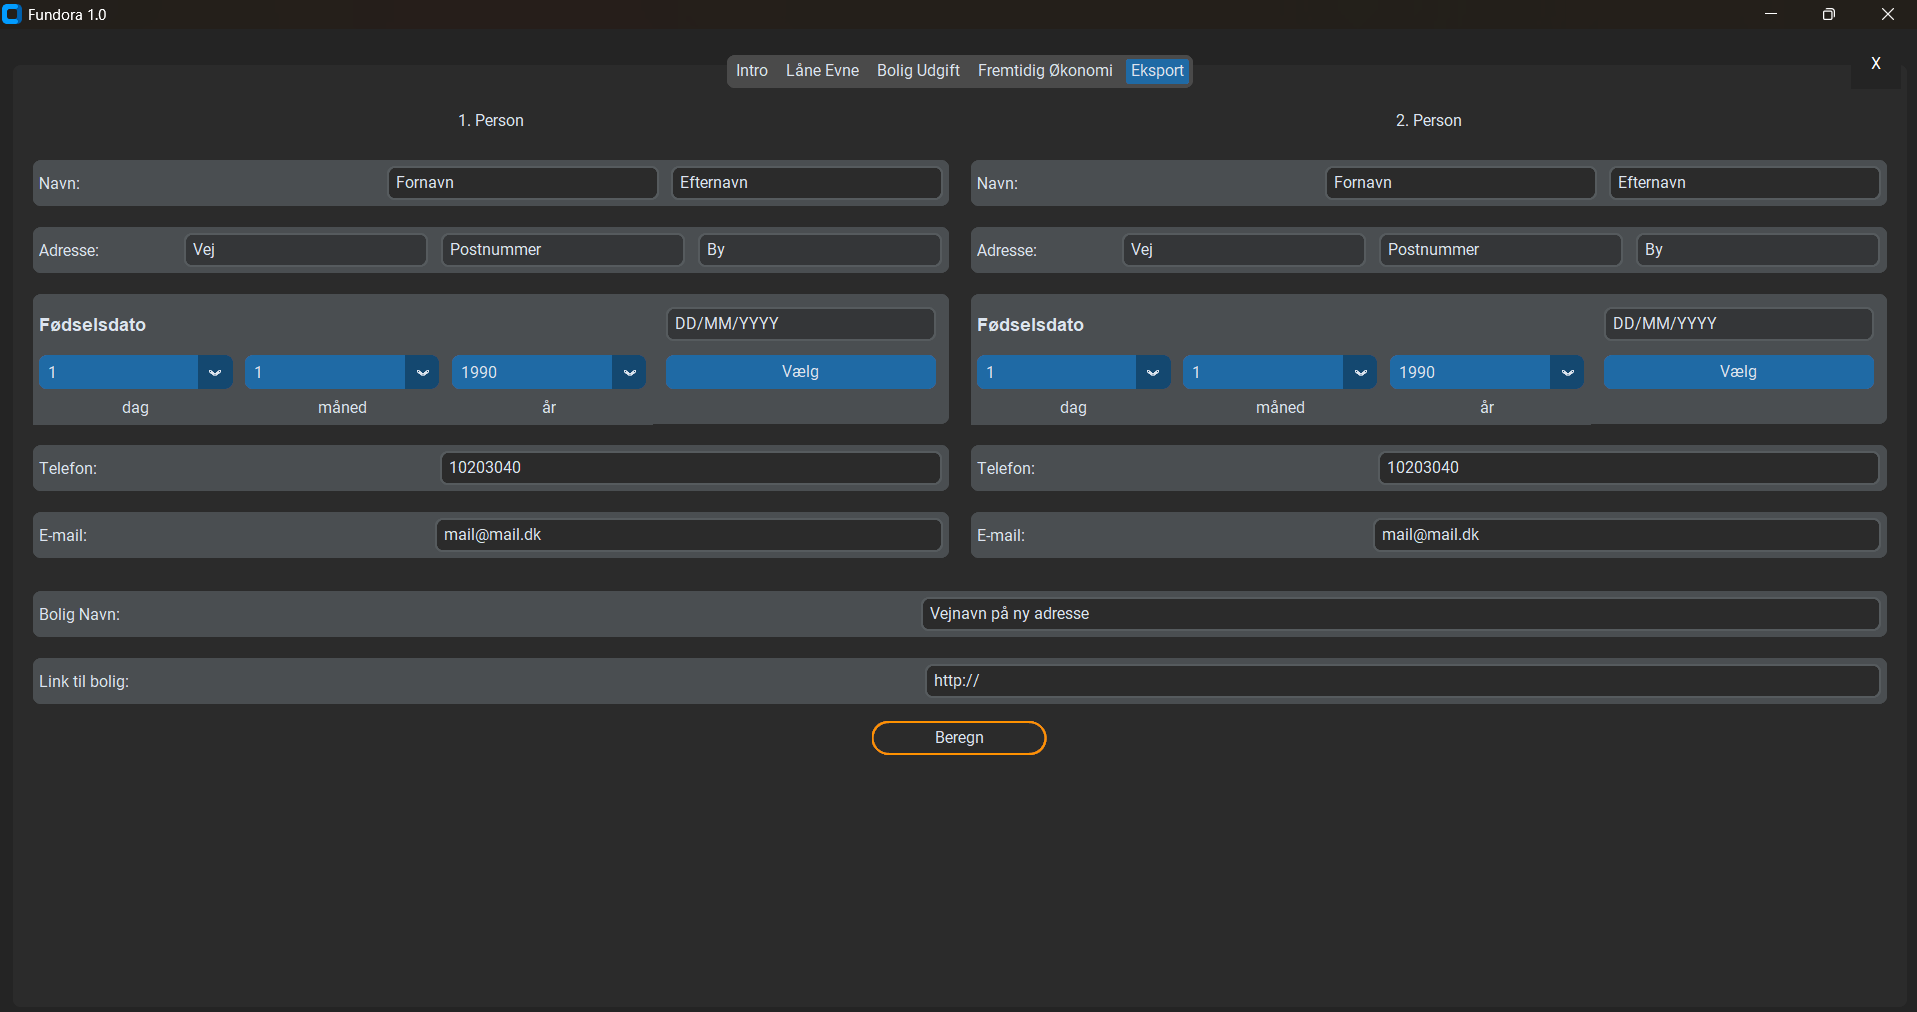 Fundora 1.0
X
Intro Låne Evne Bolig Udgift Fremtidig Økonomi Eksport
1. Person 2. Person
Navn: Fornavn Efternavn Navn: Fornavn Efternavn
Adresse: Vej Postnummer By Adresse: Vej Postnummer By
Fødselsdato DD/MM/YYYY Fødselsdato DD/MM/YYYY
1 1 1990 Vælg 1 1 1990 Vælg
dag måned år dag måned år
Telefon: 10203040 Telefon: 10203040
E-mail: mail@mail.dk E-mail: mail@mail.dk
Bolig Navn: Vejnavn på ny adresse
Link til bolig: http://
Beregn